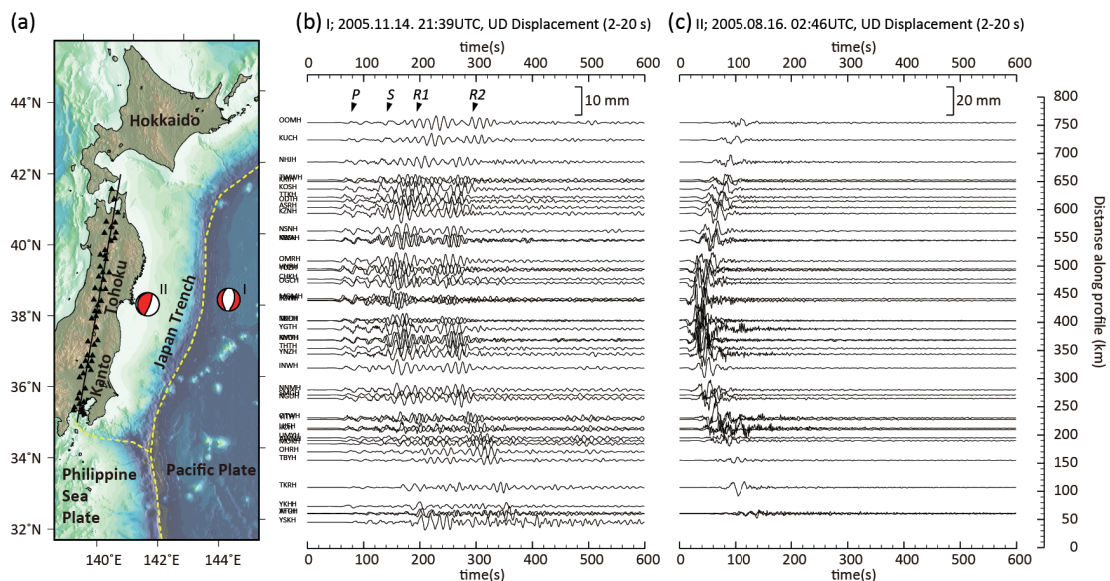 (a)
(b) I; 2005.11.14. 21:39UTC, UD Displacement (2-20 s)
(c) II; 2005.08.16. 02:46UTC, UD Displacement (2-20 s)
time(s)
time(s)
0 100 200 300 400 500 600
0 100 200 300 400 500 600
P S R1 R2
10 mm
20 mm
44˚N
42˚N
40˚N
38˚N
36˚N
34˚N
32˚N
140˚E 142˚E 144˚E
Hokkaido
Tohoku
Kanto
Japan Trench
II
I
Philippine
Sea
Plate
Pacific Plate
OOMH
KUCH
NHJH
KOSH
ASRH
KZNH
NSNH
OMRH
OGCH
YGTH
THTH
YNZH
INWH
NNMH
OHRH
TBYH
TKRH
YKHH
YSKH
0 100 200 300 400 500 600
0 100 200 300 400 500 600
time(s)
time(s)
800
750
700
650
600
550
500
450
400
350
300
250
200
150
100
50
0
Distanse along profile (km)